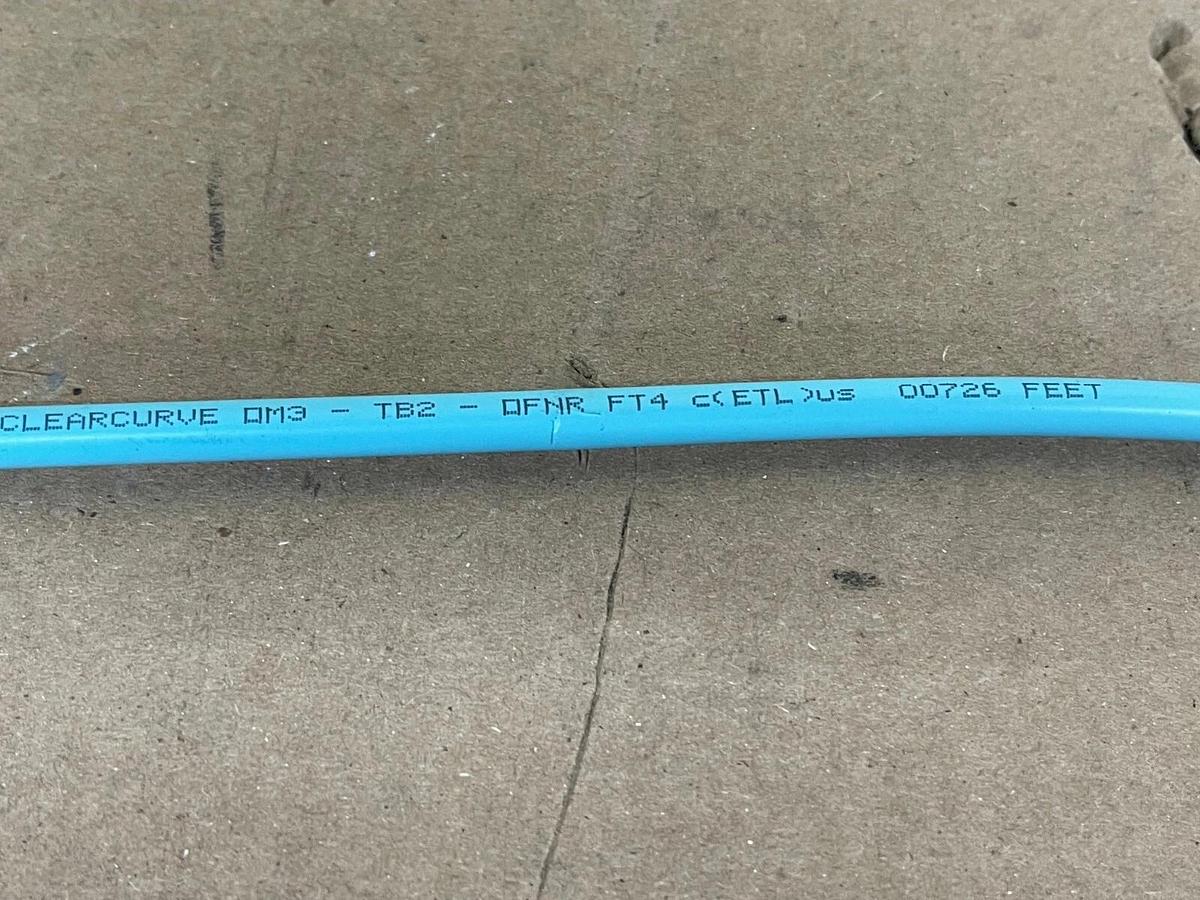 CLEARCURVE OM3 - TB2 - OFNR FT4 c(ETL)us 00726 FEET